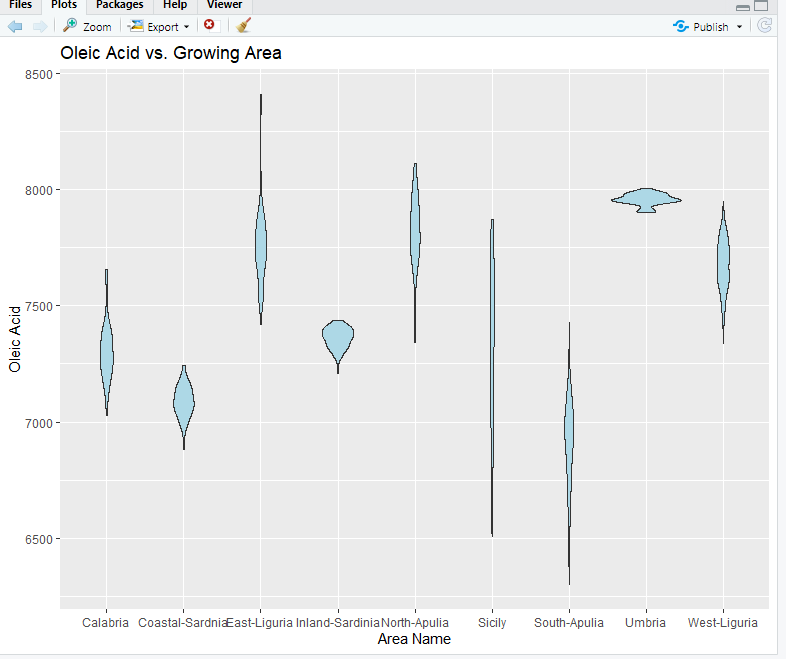 Files Plots Packages Help Viewer
Zoom Export Publish
Oleic Acid vs. Growing Area
8500
8000
7500
7000
6500
Oleic Acid
Calabria Coastal-Sardnia East-Liguria Inland-Sardinia North-Apulia Sicily South-Apulia Umbria West-Liguria
Area Name